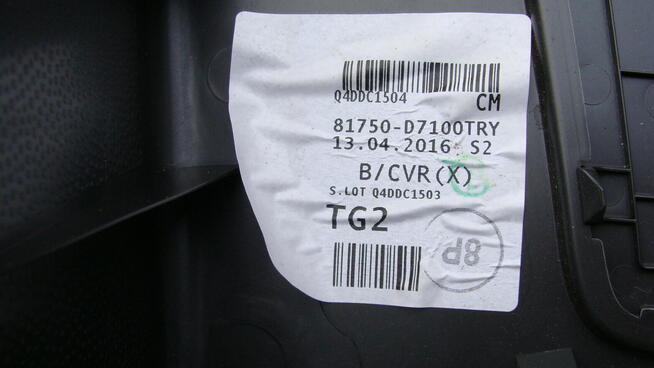 Q4DDC1504 CM
81750-D7100TRY
13.04.2016 S2
B/CVR(X)
S.LOT Q4DDC1503
TG2
8P